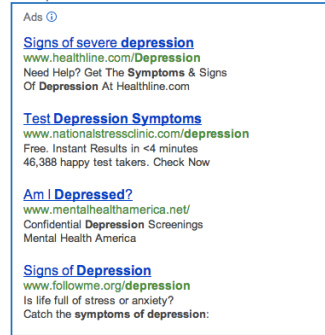 Ads
Signs of severe depression
www.healthline.com/Depression
Need Help? Get The Symptoms & Signs
Of Depression At Healthline.com
Test Depression Symptoms
www.nationalstressclinic.com/depression
Free. Instant Results in <4 minutes
46,388 happy test takers. Check Now
Am I Depressed?
www.mentalhealthamerica.net/
Confidential Depression Screenings
Mental Health America
Signs of Depression
www.followme.org/depression
Is life full of stress or anxiety?
Catch the symptoms of depression: